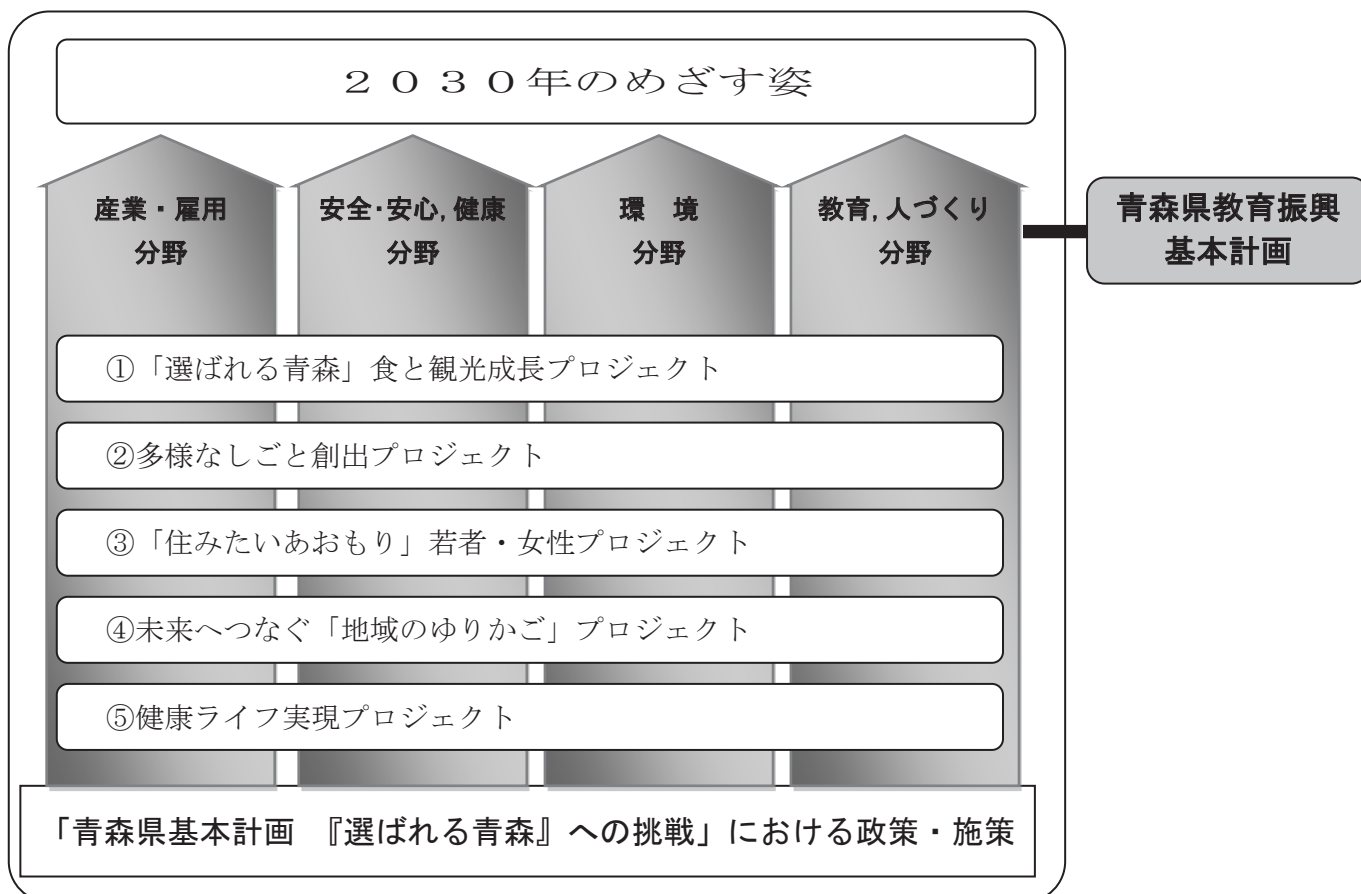 ２０３０年のめざす姿
産業・雇用
分野
安全・安心, 健康
分野
環　境
分野
教育, 人づくり
分野
青森県教育振興
基本計画
①「選ばれる青森」食と観光成長プロジェクト
②多様なしごと創出プロジェクト
③「住みたいあおもり」若者・女性プロジェクト
④未来へつなぐ「地域のゆりかご」プロジェクト
⑤健康ライフ実現プロジェクト
「青森県基本計画　『選ばれる青森』への挑戦」における政策・施策